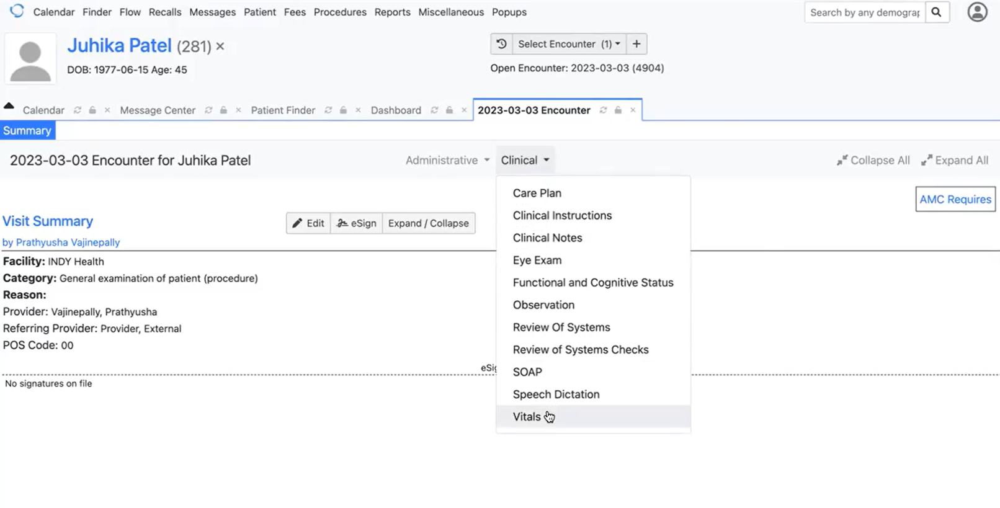 Calendar Finder Flow Recalls Messages Patient Fees Procedures Reports Miscellaneous Popups
Search by any demograp
Juhika Patel (281) ×
Select Encounter (1)
+
DOB: 1977-06-15 Age: 45
Open Encounter: 2023-03-03 (4904)
Calendar × Message Center × Patient Finder × Dashboard × 2023-03-03 Encounter ×
Summary
2023-03-03 Encounter for Juhika Patel
Administrative
Clinical
Collapse All
Expand All
Care Plan
Clinical Instructions
Clinical Notes
Eye Exam
Functional and Cognitive Status
Observation
Review Of Systems
Review of Systems Checks
SOAP
Speech Dictation
Vitals
AMC Requires
Visit Summary
Edit eSign Expand / Collapse
by Prathyusha Vajinepally
Facility: INDY Health
Category: General examination of patient (procedure)
Reason:
Provider: Vajinepally, Prathyusha
Referring Provider: Provider, External
POS Code: 00
eSig
No signatures on file